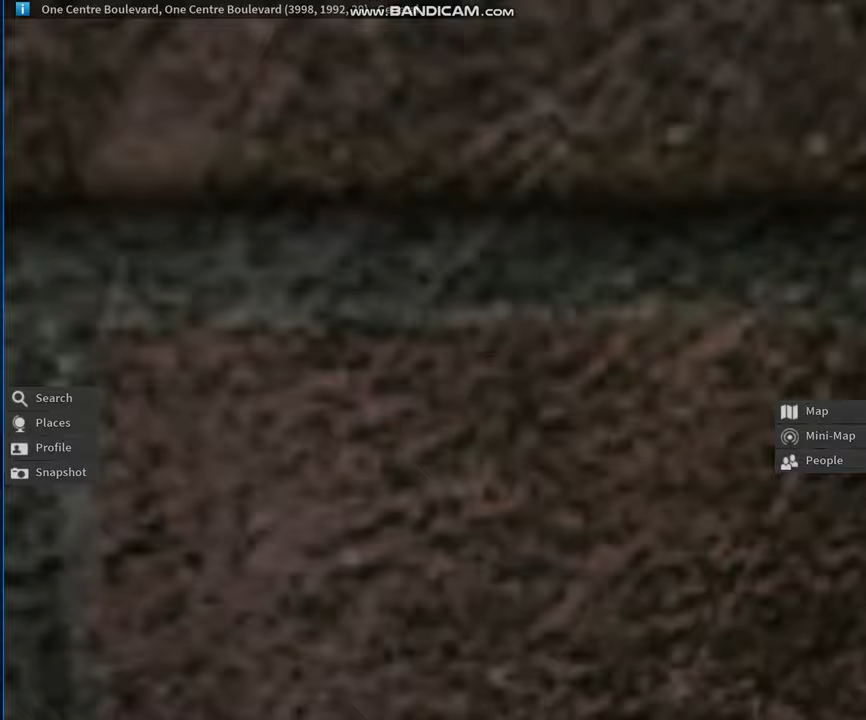 One Centre Boulevard, One Centre Boulevard (3998, 1992,
www.BANDICAM.com
Search
Places
Profile
Snapshot
Map
Mini-Map
People